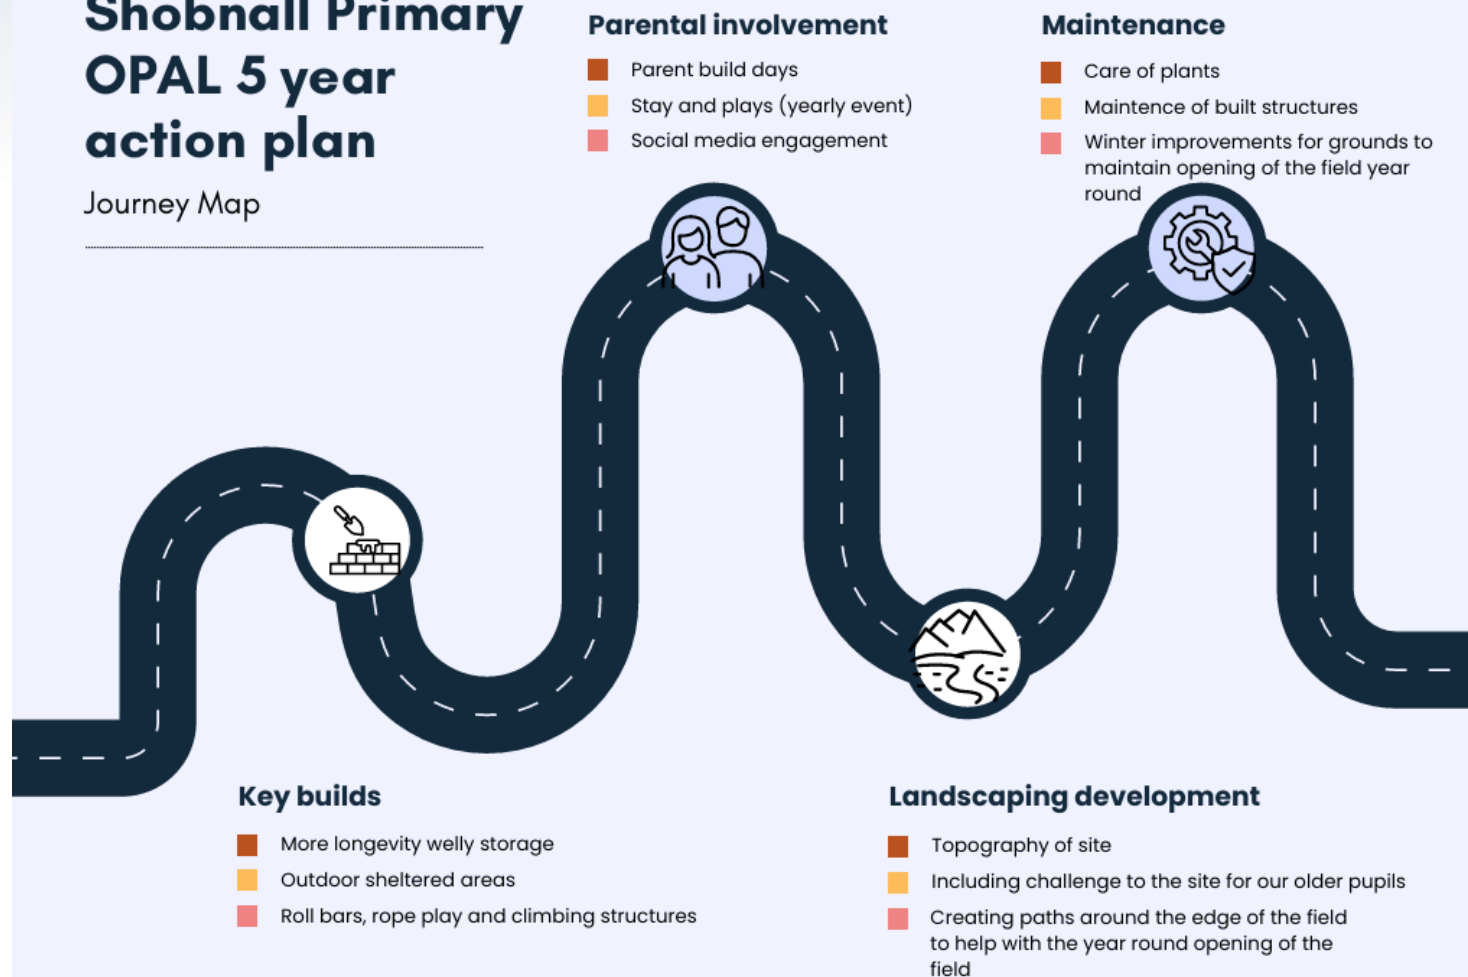 Shobnall Primary
OPAL 5 year
action plan
Journey Map
Parental involvement
Parent build days
Stay and plays (yearly event)
Social media engagement
Maintenance
Care of plants
Maintence of built structures
Winter improvements for grounds to
maintain opening of the field year
round
Key builds
More longevity welly storage
Outdoor sheltered areas
Roll bars, rope play and climbing structures
Landscaping development
Topography of site
Including challenge to the site for our older pupils
Creating paths around the edge of the field
to help with the year round opening of the
field